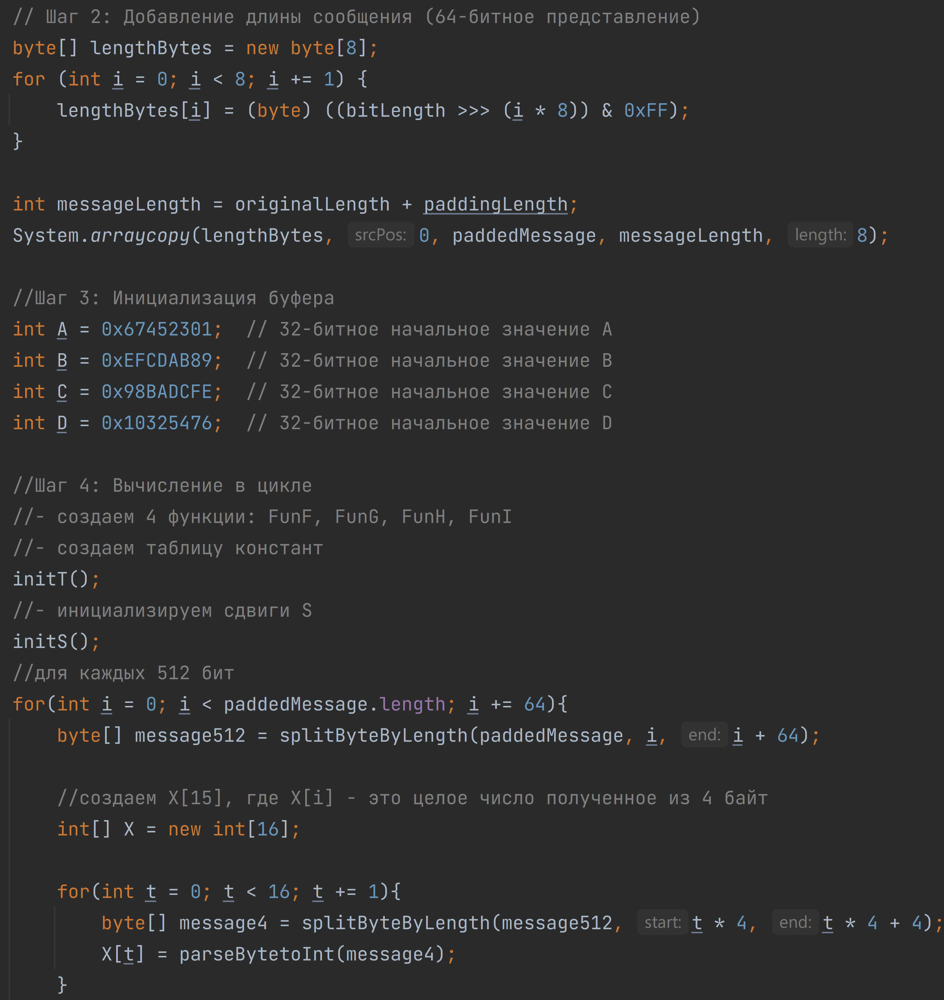 // Шаг 2: Добавление длины сообщения (64-битное представление)
byte[] lengthBytes = new byte[8];
for (int i = 0; i < 8; i += 1) {
    lengthBytes[i] = (byte) ((bitLength >>> (i * 8)) & 0xFF);
}
int messageLength = originalLength + paddingLength;
System.arraycopy(lengthBytes, srcPos: 0, paddedMessage, messageLength, length: 8);
//Шаг 3: Инициализация буфера
int A = 0x67452301;  // 32-битное начальное значение A
int B = 0xEFCDAB89;  // 32-битное начальное значение B
int C = 0x98BADCFE;  // 32-битное начальное значение C
int D = 0x10325476;  // 32-битное начальное значение D
//Шаг 4: Вычисление в цикле
//- создаем 4 функции: FunF, FunG, FunH, FunI
//- создаем таблицу констант
initT();
//- инициализируем сдвиги S
initS();
//для каждых 512 бит
for(int i = 0; i < paddedMessage.length; i += 64){
    byte[] message512 = splitByteByLength(paddedMessage, i, end: i + 64);
    //создаем X[15], где X[i] - это целое число полученное из 4 байт
    int[] X = new int[16];
    for(int t = 0; t < 16; t += 1){
        byte[] message4 = splitByteByLength(message512, start: t * 4, end: t * 4 + 4);
        X[t] = parseBytetoInt(message4);
    }